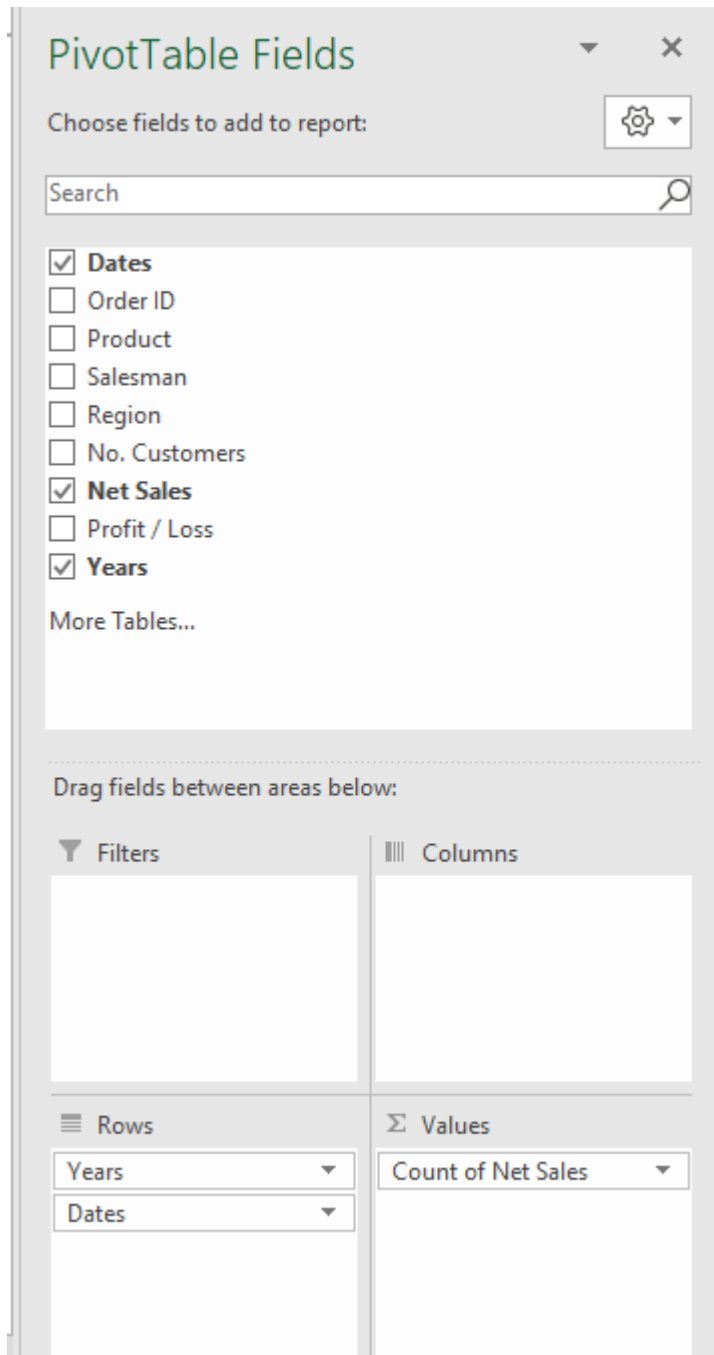 PivotTable Fields
Choose fields to add to report:
Search
Dates
Order ID
Product
Salesman
Region
No. Customers
Net Sales
Profit / Loss
Years
More Tables...
Drag fields between areas below:
Filters
Columns
Rows
Σ Values
Years
Count of Net Sales
Dates